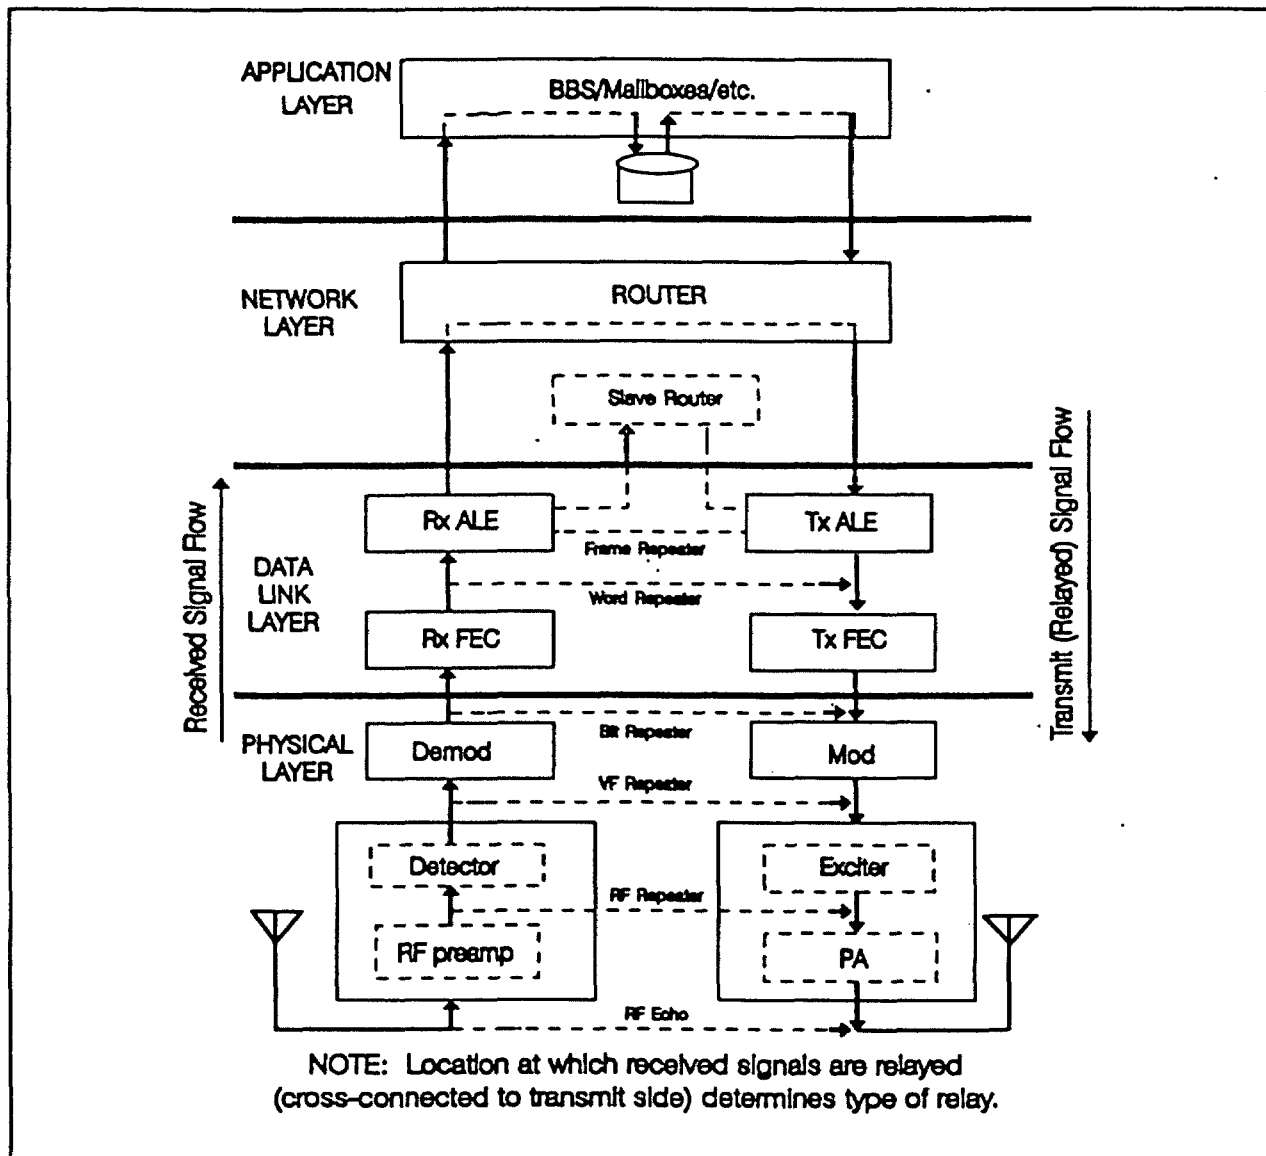 APPLICATION
LAYER
BBS/Mailboxes/etc.
NETWORK
LAYER
ROUTER
Slave Router
Received Signal Flow
Transmit (Relayed) Signal Flow
Rx ALE
Tx ALE
Frame Repeater
DATA
LINK
LAYER
Word Repeater
Rx FEC
Tx FEC
PHYSICAL
LAYER
Bit Repeater
Demod
Mod
VF Repeater
Detector
Exciter
RF Repeater
RF preamp
PA
RF Echo
NOTE: Location at which received signals are relayed
(cross-connected to transmit side) determines type of relay.